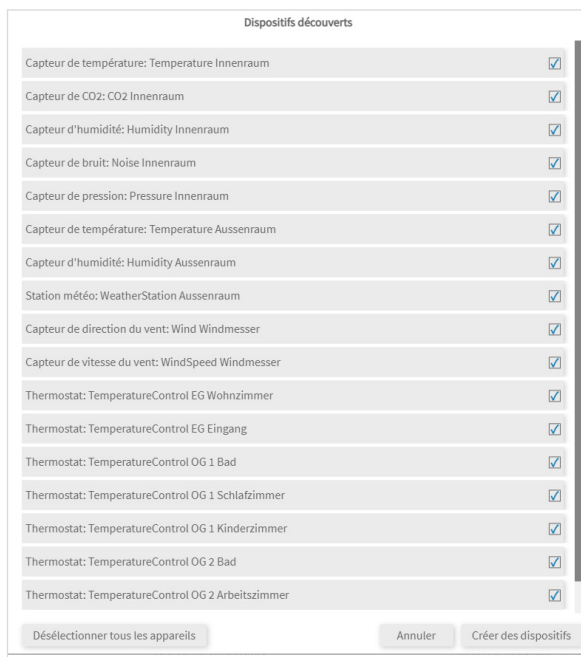 Dispositifs découverts
Capteur de température: Temperature Innenraum
Capteur de CO2: CO2 Innenraum
Capteur d'humidité: Humidity Innenraum
Capteur de bruit: Noise Innenraum
Capteur de pression: Pressure Innenraum
Capteur de température: Temperature Aussenraum
Capteur d'humidité: Humidity Aussenraum
Station météo: WeatherStation Aussenraum
Capteur de direction du vent: Wind Windmesser
Capteur de vitesse du vent: WindSpeed Windmesser
Thermostat: TemperatureControl EG Wohnzimmer
Thermostat: TemperatureControl EG Eingang
Thermostat: TemperatureControl OG 1 Bad
Thermostat: TemperatureControl OG 1 Schlafzimmer
Thermostat: TemperatureControl OG 1 Kinderzimmer
Thermostat: TemperatureControl OG 2 Bad
Thermostat: TemperatureControl OG 2 Arbeitszimmer
Désélectionner tous les appareils Annuler Créer des dispositifs